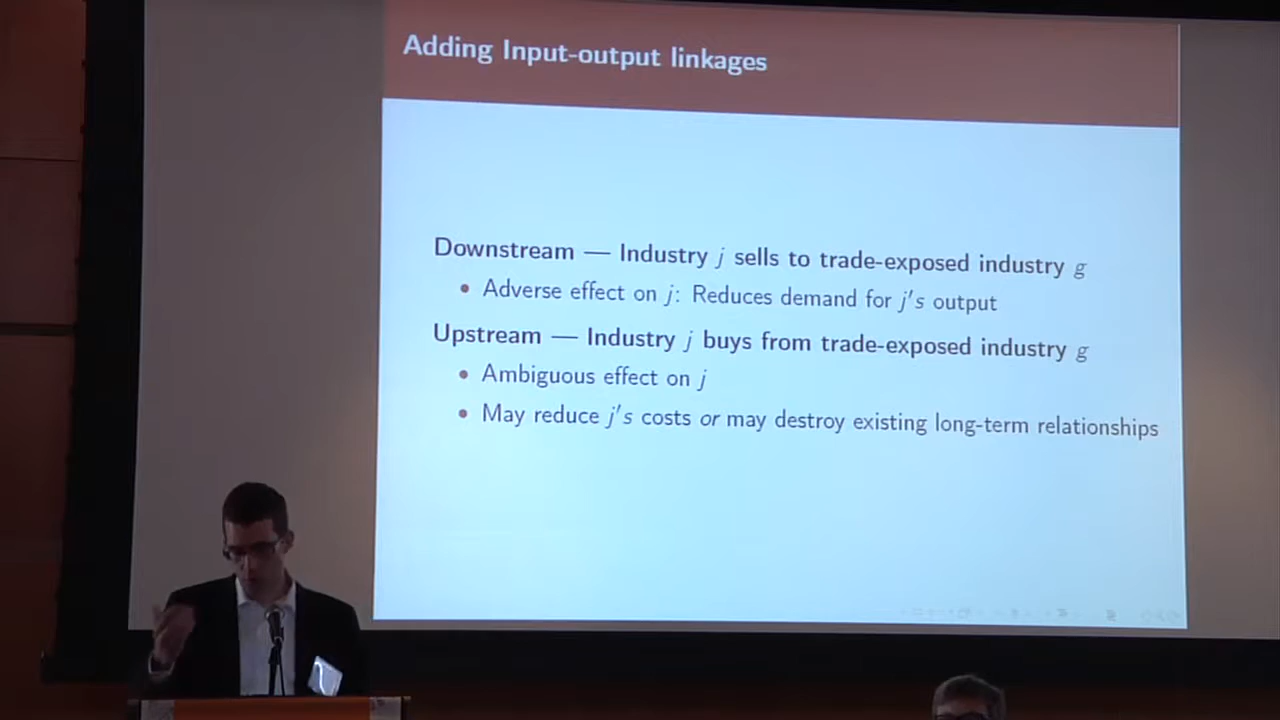 Adding Input-output linkages
Downstream — Industry j sells to trade-exposed industry g
• Adverse effect on j: Reduces demand for j's output
Upstream — Industry j buys from trade-exposed industry g
• Ambiguous effect on j
• May reduce j's costs or may destroy existing long-term relationships